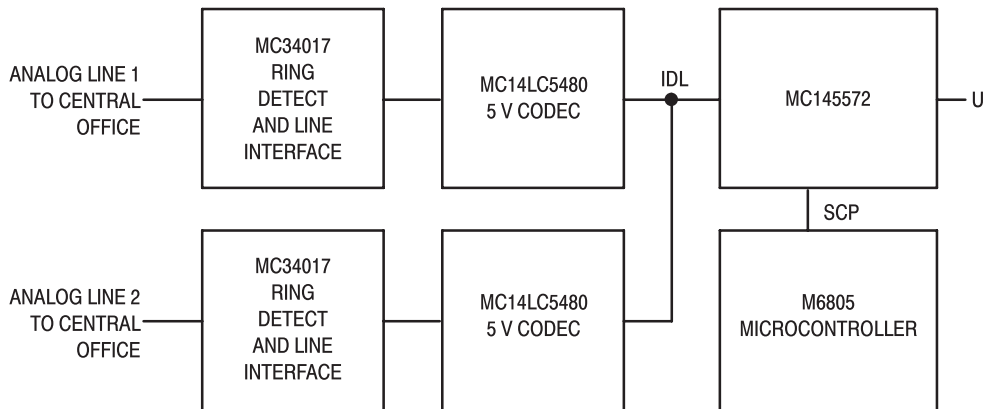 ANALOG LINE 1
TO CENTRAL
OFFICE
MC34017
RING
DETECT
AND LINE
INTERFACE
MC14LC5480
5 V CODEC
IDL
MC145572
U
SCP
ANALOG LINE 2
TO CENTRAL
OFFICE
MC34017
RING
DETECT
AND LINE
INTERFACE
MC14LC5480
5 V CODEC
M6805
MICROCONTROLLER